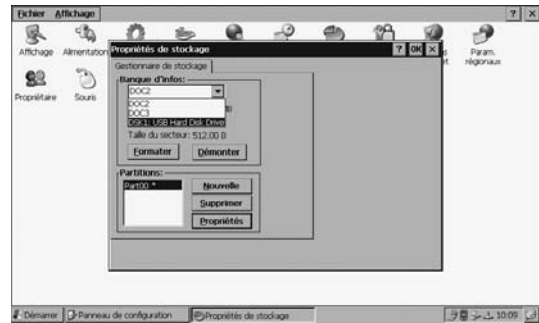 Fichier Affichage ? ×
Affichage Alimentation Param. régionaux
Propriétaire Souris
Propriétés de stockage ? OK ×
Gestionnaire de stockage
Banque d'infos:
DOC2
DOC2
DOC3
DSK1: USB Hard Disk Drive
Taille du secteur: 512.00 B
Formater Démonter
Partitions:
Part00 * Nouvelle
Supprimer
Propriétés
Démarrer Panneau de configuration Propriétés de stockage 10:09